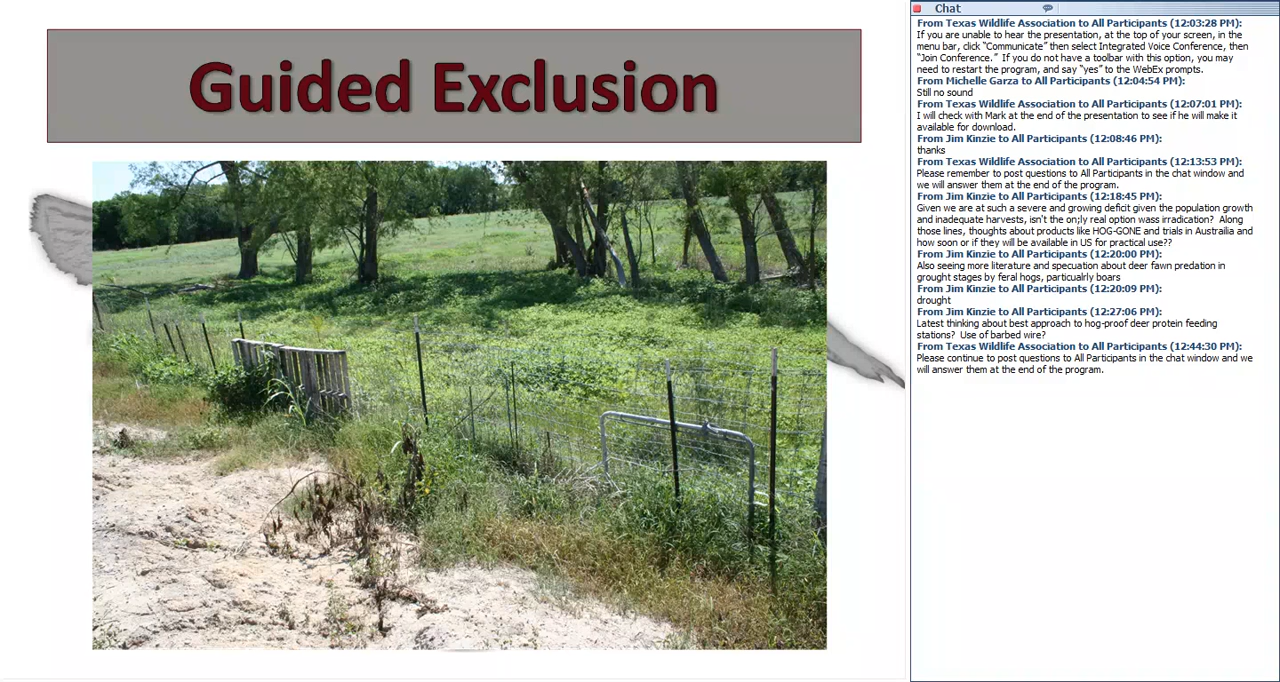 Guided Exclusion
Chat
From Texas Wildlife Association to All Participants (12:03:28 PM):
If you are unable to hear the presentation, at the top of your screen, in the
menu bar, click "Communicate" then select Integrated Voice Conference, then
"Join Conference." If you do not have a toolbar with this option, you may
need to restart the program, and say "yes" to the WebEx prompts.
From Michelle Garza to All Participants (12:04:54 PM):
Still no sound
From Texas Wildlife Association to All Participants (12:07:01 PM):
I will check with Mark at the end of the presentation to see if he will make it
available for download.
From Jim Kinzie to All Participants (12:08:46 PM):
thanks
From Texas Wildlife Association to All Participants (12:13:53 PM):
Please remember to post questions to All Participants in the chat window and
we will answer them at the end of the program.
From Jim Kinzie to All Participants (12:18:45 PM):
Given we are at such a severe and growing deficit given the population growth
and inadequate harvests, isn't the on;ly real option wass irradication? Along
those lines, thoughts about products like HOG-GONE and trials in Austrailia and
how soon or if they will be available in US for practical use??
From Jim Kinzie to All Participants (12:20:00 PM):
Also seeing more literature and specuation about deer fawn predation in
grought stages by feral hogs, particualrly boars
From Jim Kinzie to All Participants (12:20:09 PM):
drought
From Jim Kinzie to All Participants (12:27:06 PM):
Latest thinking about best approach to hog-proof deer protein feeding
stations? Use of barbed wire?
From Texas Wildlife Association to All Participants (12:44:30 PM):
Please continue to post questions to All Participants in the chat window and we
will answer them at the end of the program.